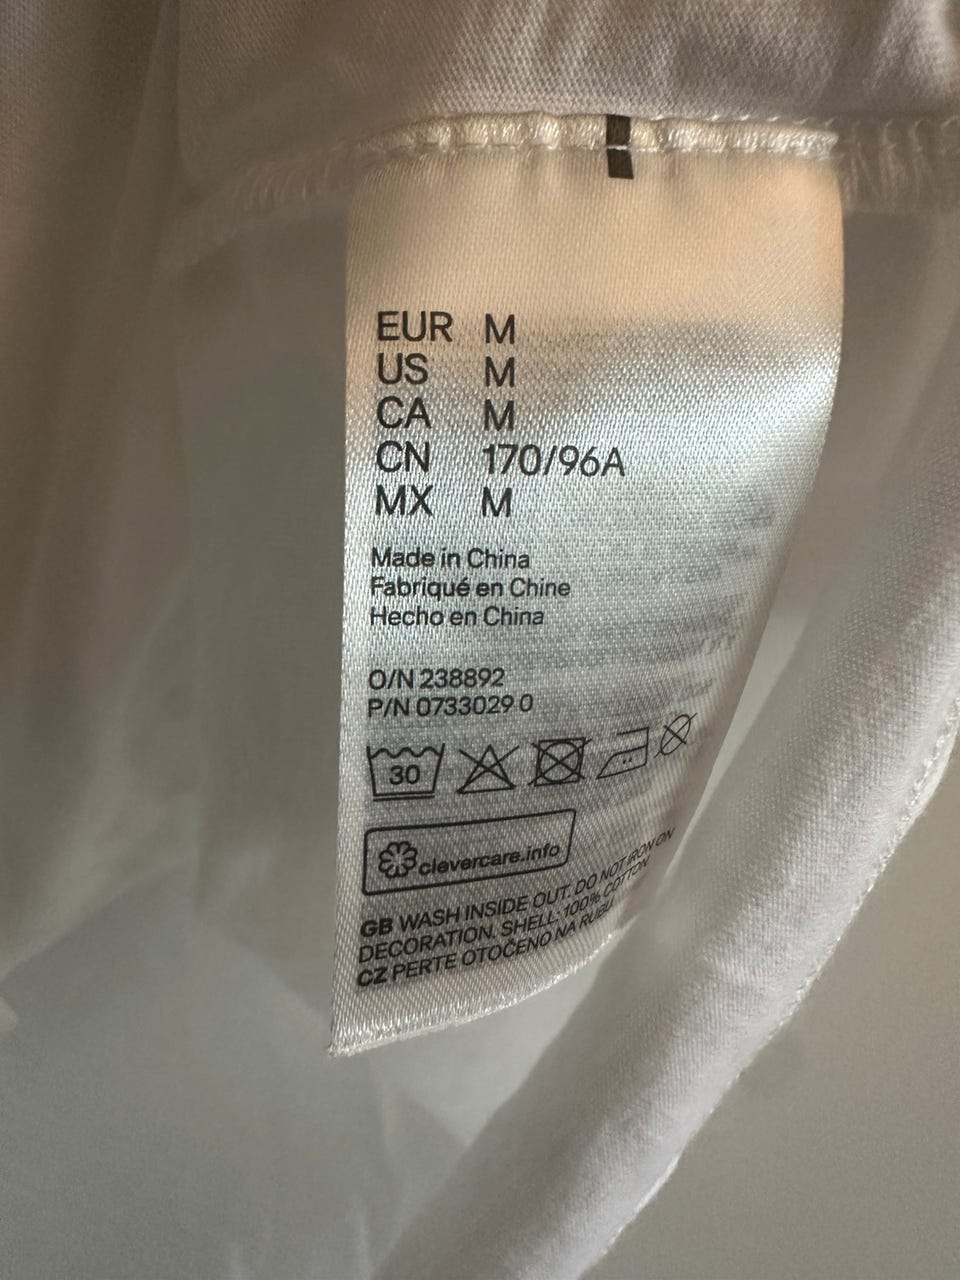 EUR M
US M
CA M
CN 170/96A
MX M
Made in China
Fabriqué en Chine
Hecho en China
O/N 238892
P/N 0733029 0
30
clevercare.info
GB WASH INSIDE OUT. DO NOT IRON ON
DECORATION. SHELL: 100% COTTON
CZ PERTE OTOČENO NA RUBU.